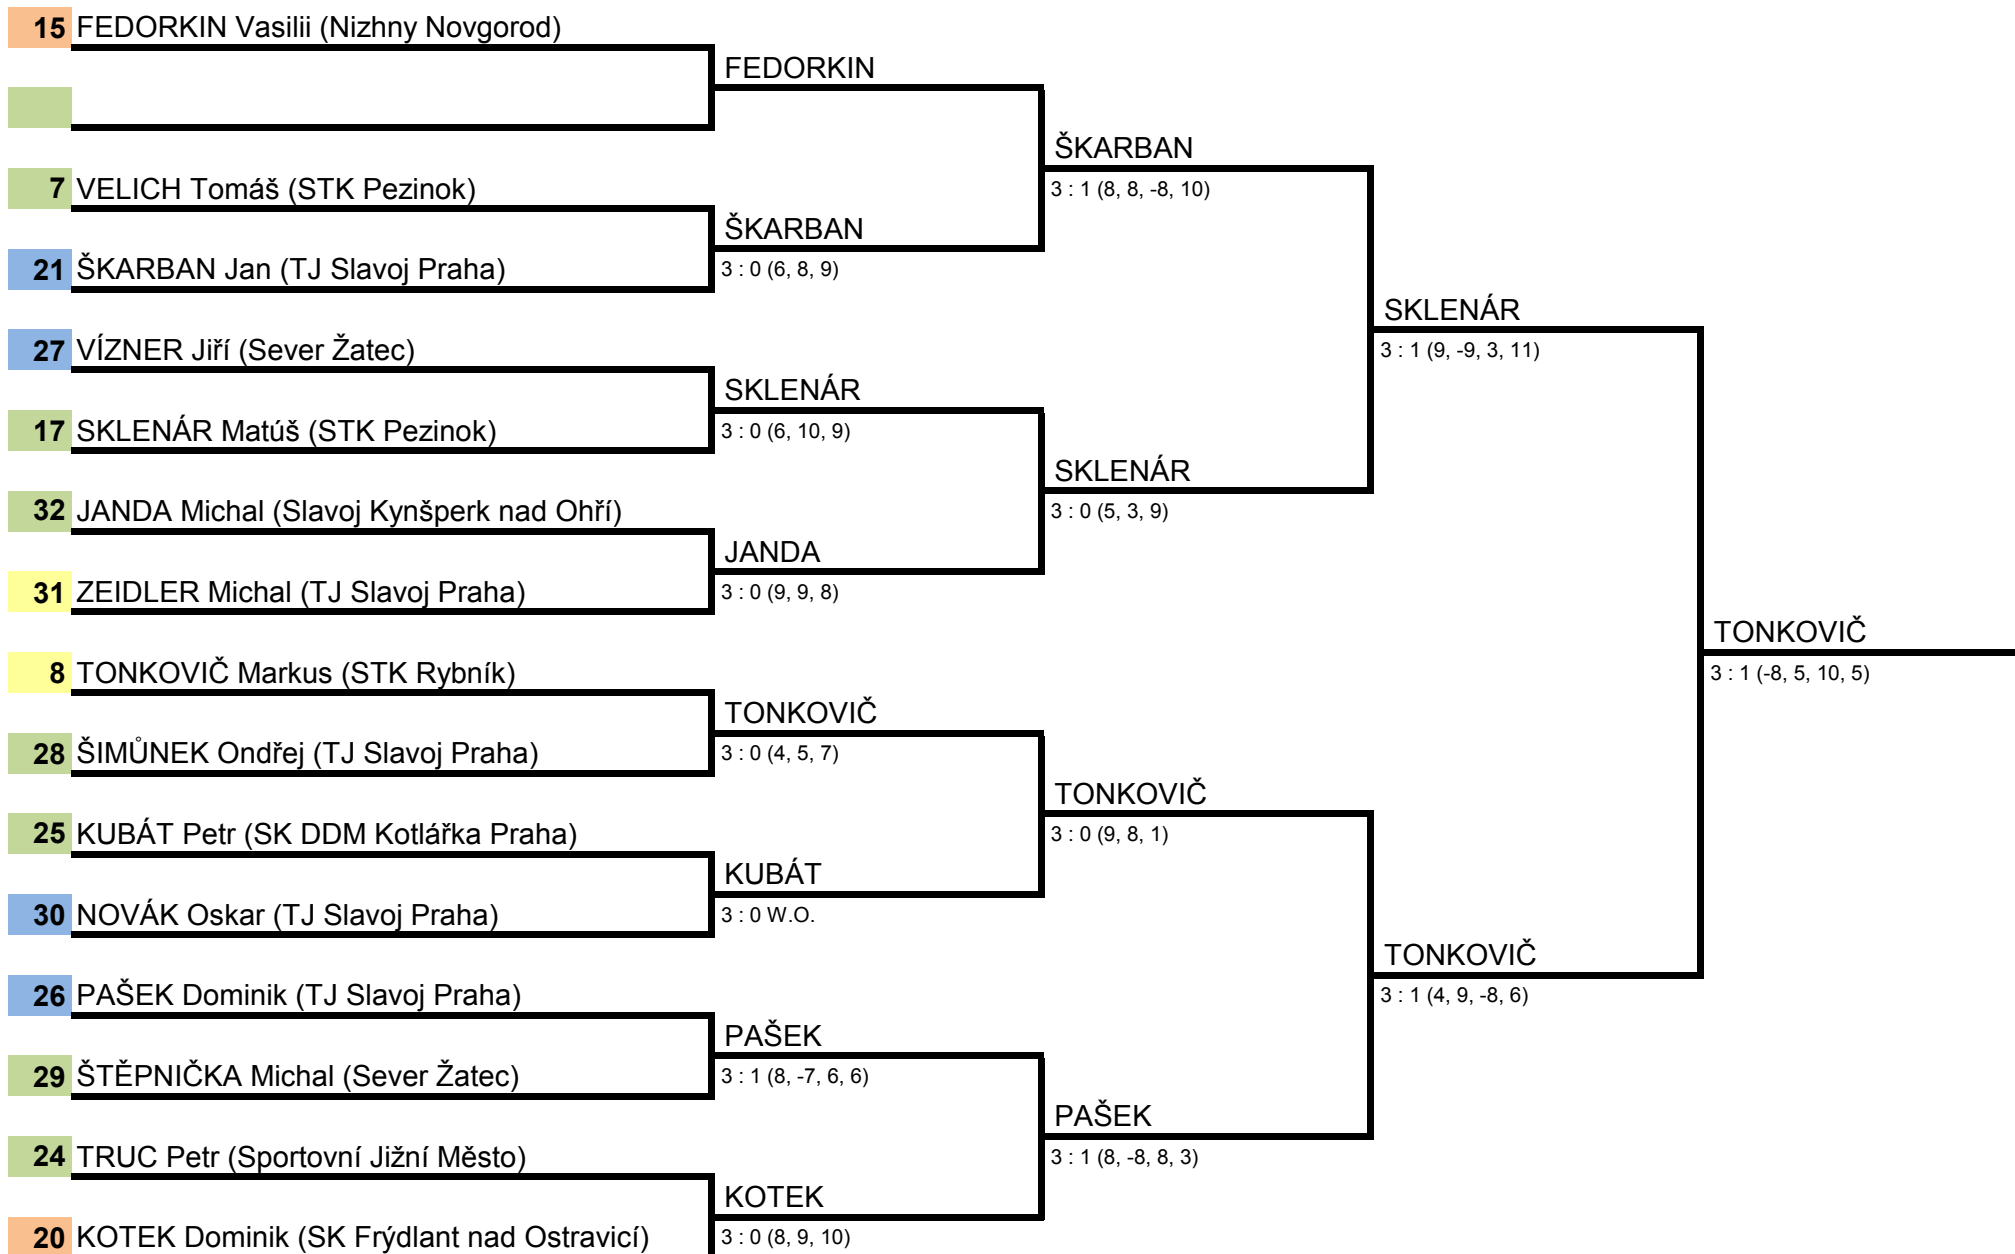 15 FEDORKIN Vasilii (Nizhny Novgorod)
FEDORKIN
ŠKARBAN
7 VELICH Tomáš (STK Pezinok)
3 : 1 (8, 8, -8, 10)
ŠKARBAN
21 ŠKARBAN Jan (TJ Slavoj Praha)
3 : 0 (6, 8, 9)
SKLENÁR
27 VÍZNER Jiří (Sever Žatec)
3 : 1 (9, -9, 3, 11)
SKLENÁR
17 SKLENÁR Matúš (STK Pezinok)
3 : 0 (6, 10, 9)
SKLENÁR
32 JANDA Michal (Slavoj Kynšperk nad Ohří)
3 : 0 (5, 3, 9)
JANDA
31 ZEIDLER Michal (TJ Slavoj Praha)
3 : 0 (9, 9, 8)
TONKOVIČ
8 TONKOVIČ Markus (STK Rybník)
3 : 1 (-8, 5, 10, 5)
TONKOVIČ
28 ŠIMŮNEK Ondřej (TJ Slavoj Praha)
3 : 0 (4, 5, 7)
TONKOVIČ
25 KUBÁT Petr (SK DDM Kotlářka Praha)
3 : 0 (9, 8, 1)
KUBÁT
30 NOVÁK Oskar (TJ Slavoj Praha)
3 : 0 W.O.
TONKOVIČ
26 PAŠEK Dominik (TJ Slavoj Praha)
3 : 1 (4, 9, -8, 6)
PAŠEK
29 ŠTĚPNIČKA Michal (Sever Žatec)
3 : 1 (8, -7, 6, 6)
PAŠEK
24 TRUC Petr (Sportovní Jižní Město)
3 : 1 (8, -8, 8, 3)
KOTEK
20 KOTEK Dominik (SK Frýdlant nad Ostravicí)
3 : 0 (8, 9, 10)